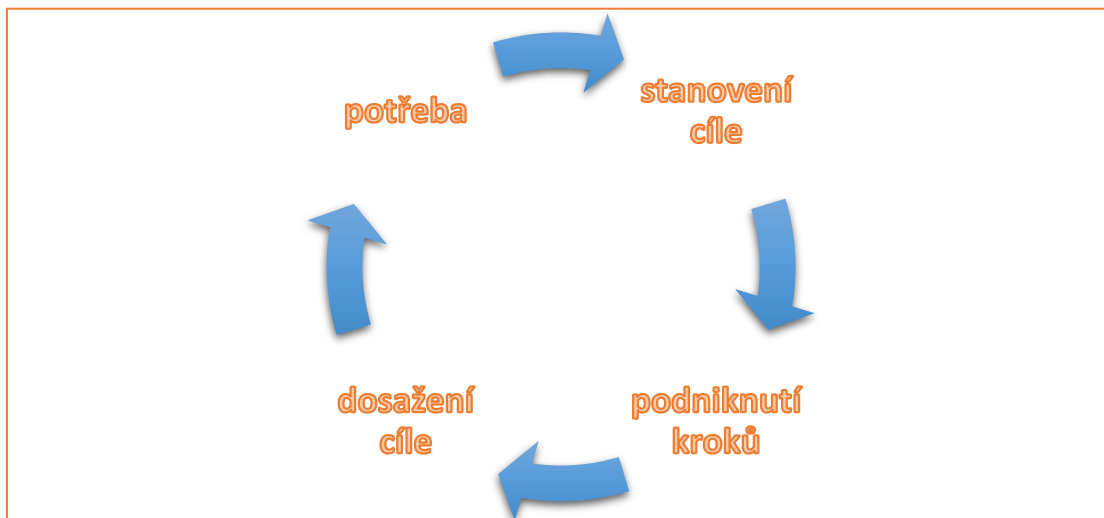 potřeba
stanovení
cíle
podniknutí
kroků
dosažení
cíle